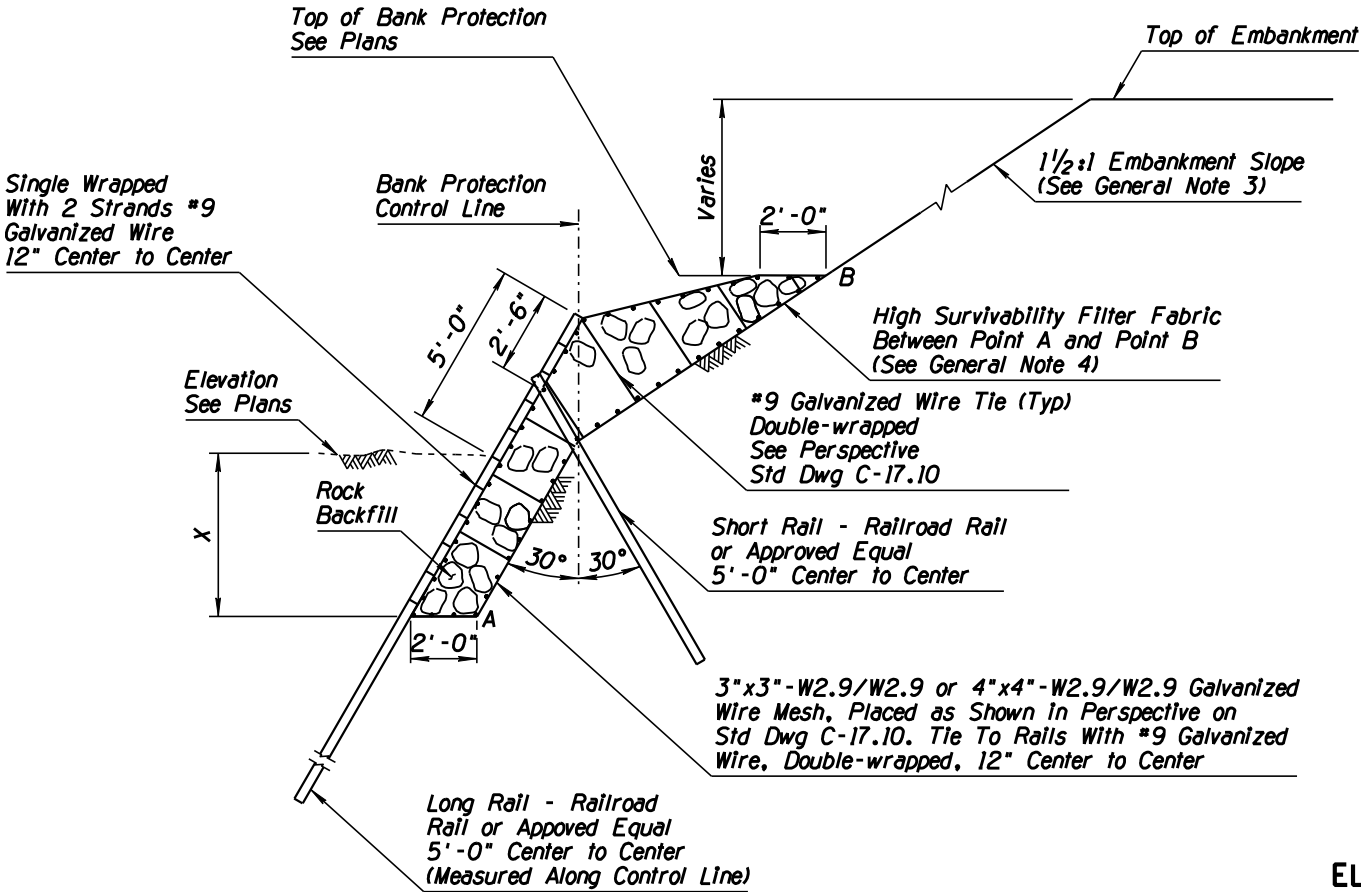 Top of Bank Protection
See Plans
Top of Embankment
Single Wrapped
With 2 Strands #9
Galvanized Wire
12" Center to Center
Bank Protection
Control Line
Varies
1 1/2:1 Embankment Slope
(See General Note 3)
2'-0"
B
5'-0"
2'-6"
High Survivability Filter Fabric
Between Point A and Point B
(See General Note 4)
Elevation
See Plans
#9 Galvanized Wire Tie (Typ)
Double-wrapped
See Perspective
Std Dwg C-17.10
Rock
Backfill
X
30° 30°
Short Rail - Railroad Rail
or Approved Equal
5'-0" Center to Center
A
2'-0"
3"x3"-W2.9/W2.9 or 4"x4"-W2.9/W2.9 Galvanized
Wire Mesh, Placed as Shown in Perspective on
Std Dwg C-17.10. Tie To Rails With #9 Galvanized
Wire, Double-wrapped, 12" Center to Center
Long Rail - Railroad
Rail or Appoved Equal
5'-0" Center to Center
(Measured Along Control Line)
EL